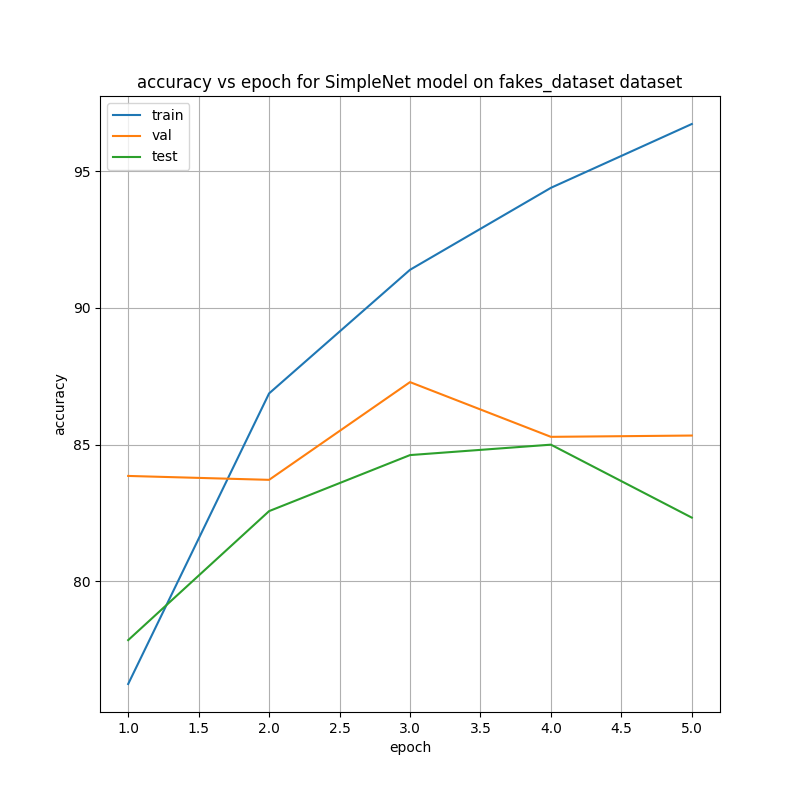 accuracy vs epoch for SimpleNet model on fakes_dataset dataset
train
val
test
95
90
85
80
accuracy
1.0 1.5 2.0 2.5 3.0 3.5 4.0 4.5 5.0
epoch